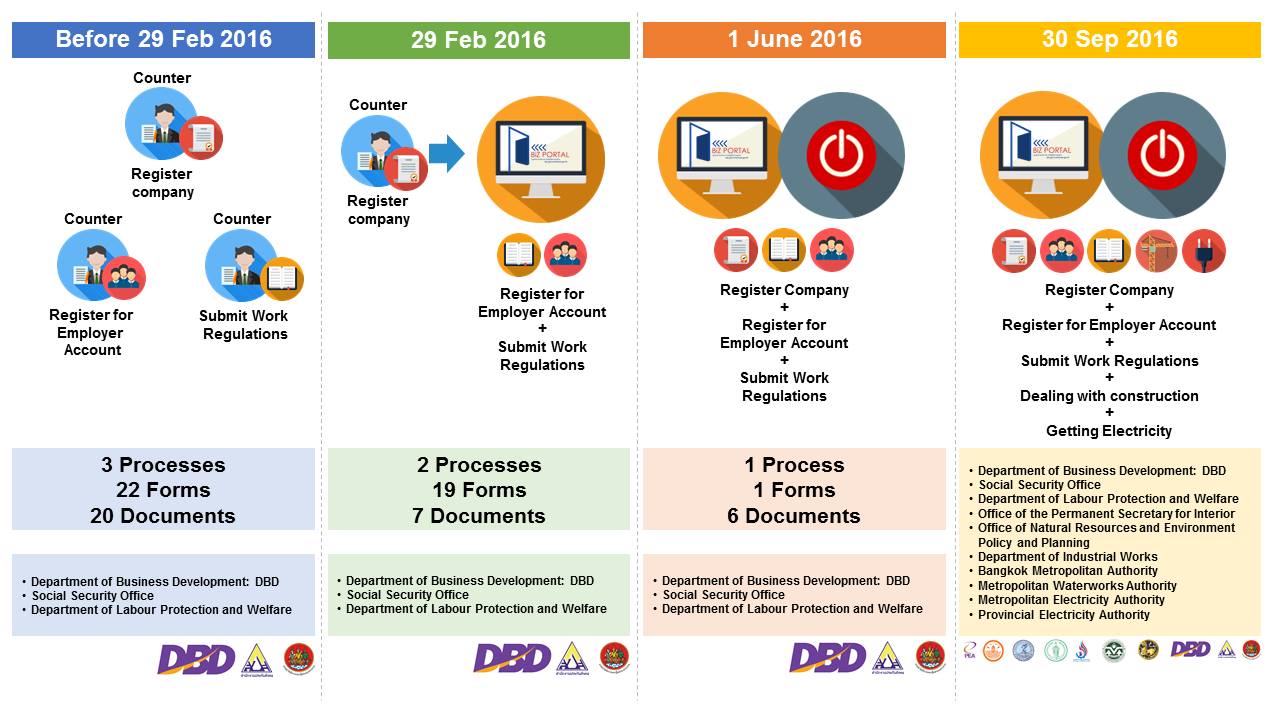 Before 29 Feb 2016
Counter
Register
company
Counter
Register for
Employer
Account
Counter
Submit Work
Regulations
3 Processes
22 Forms
20 Documents
• Department of Business Development: DBD
• Social Security Office
• Department of Labour Protection and Welfare
DBD
29 Feb 2016
Counter
Register
company
BIZ PORTAL
Register for
Employer Account
+
Submit Work
Regulations
2 Processes
19 Forms
7 Documents
• Department of Business Development: DBD
• Social Security Office
• Department of Labour Protection and Welfare
DBD
1 June 2016
BIZ PORTAL
Register Company
+
Register for
Employer Account
+
Submit Work
Regulations
1 Process
1 Forms
6 Documents
• Department of Business Development: DBD
• Social Security Office
• Department of Labour Protection and Welfare
DBD
30 Sep 2016
BIZ PORTAL
Register Company
+
Register for Employer Account
+
Submit Work Regulations
+
Dealing with construction
+
Getting Electricity
• Department of Business Development: DBD
• Social Security Office
• Department of Labour Protection and Welfare
• Office of the Permanent Secretary for Interior
• Office of Natural Resources and Environment
Policy and Planning
• Department of Industrial Works
• Bangkok Metropolitan Authority
• Metropolitan Waterworks Authority
• Metropolitan Electricity Authority
• Provincial Electricity Authority
PEA
DBD